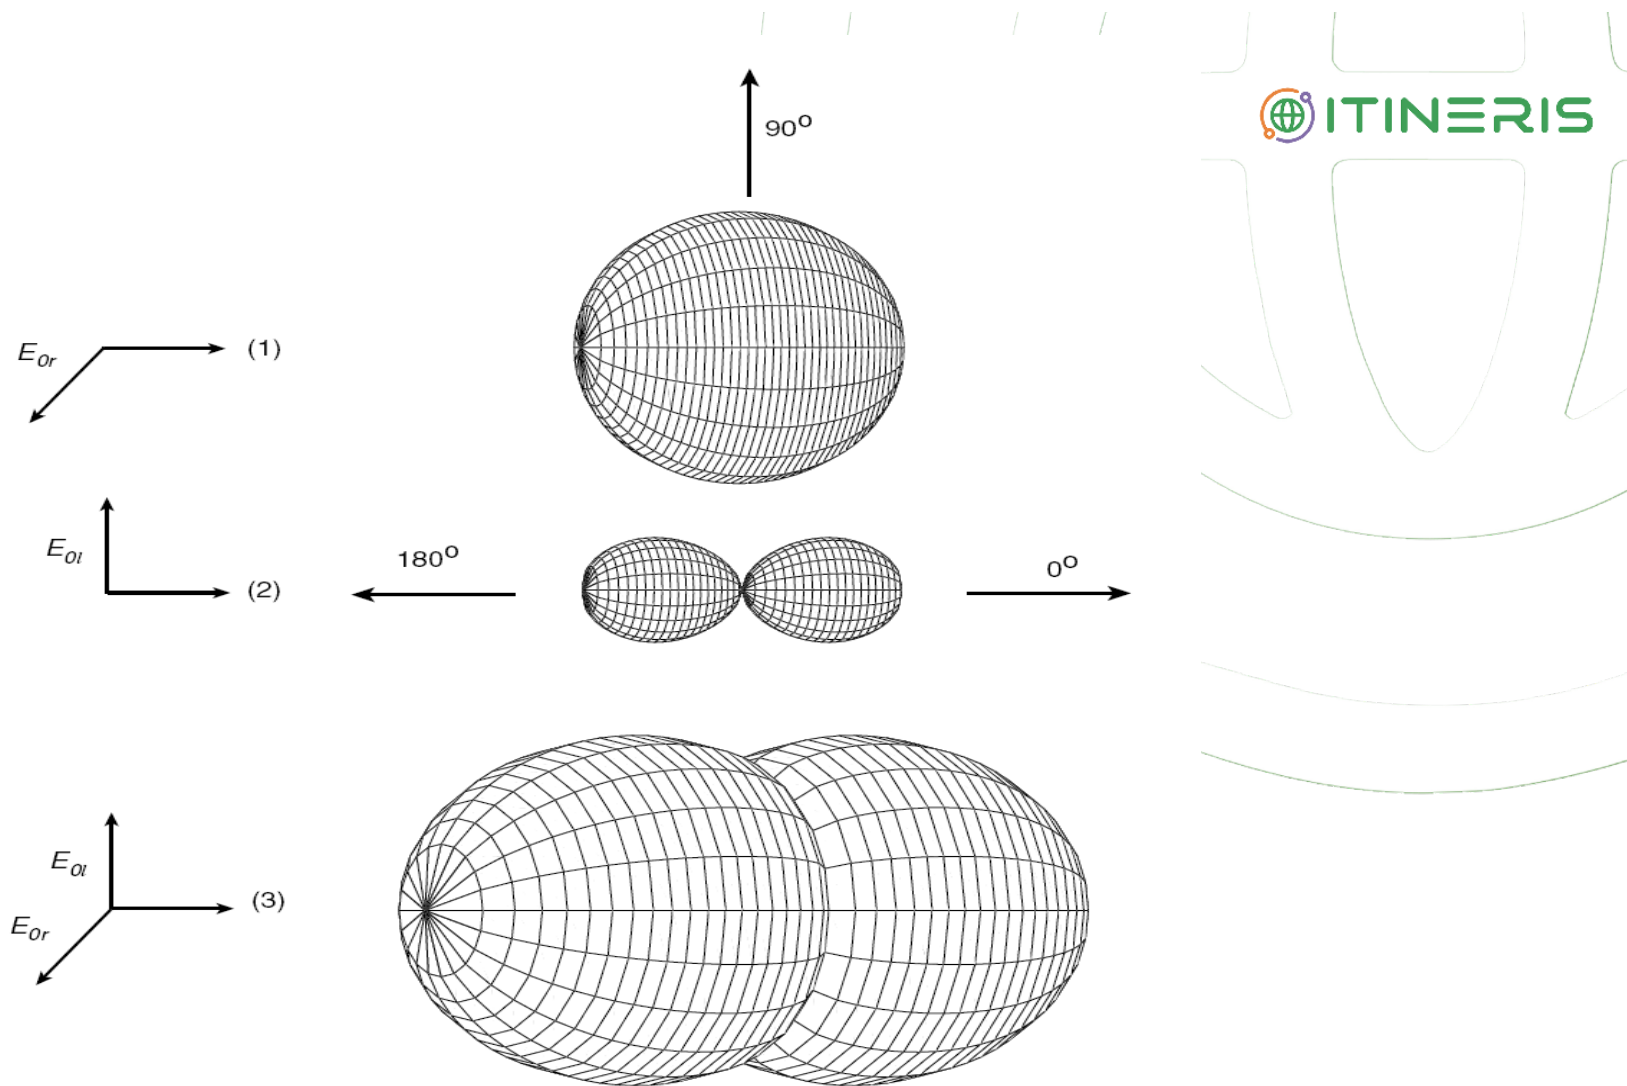 ITINERIS
90°
E0r
(1)
E0l
(2)
180°
0°
E0l
E0r
(3)